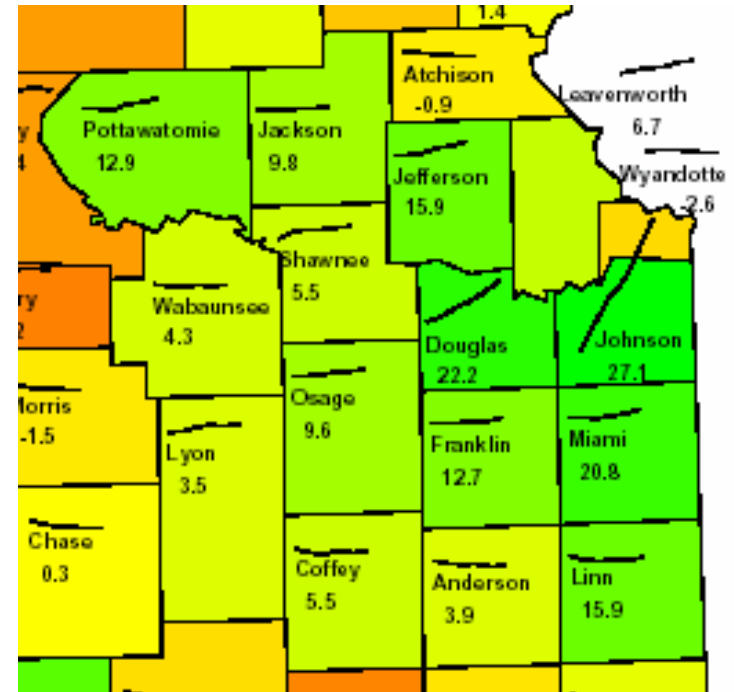 1.4
Atchison
-0.9
Leavenworth
6.7
Pottawatomie
12.9
Jackson
9.8
Jefferson
15.9
Wyandotte
-2.6
Shawnee
5.5
Wabaunsee
4.3
Douglas
22.2
Johnson
27.1
Osage
9.6
Morris
-1.5
Lyon
3.5
Franklin
12.7
Miami
20.8
Chase
0.3
Coffey
5.5
Anderson
3.9
Linn
15.9